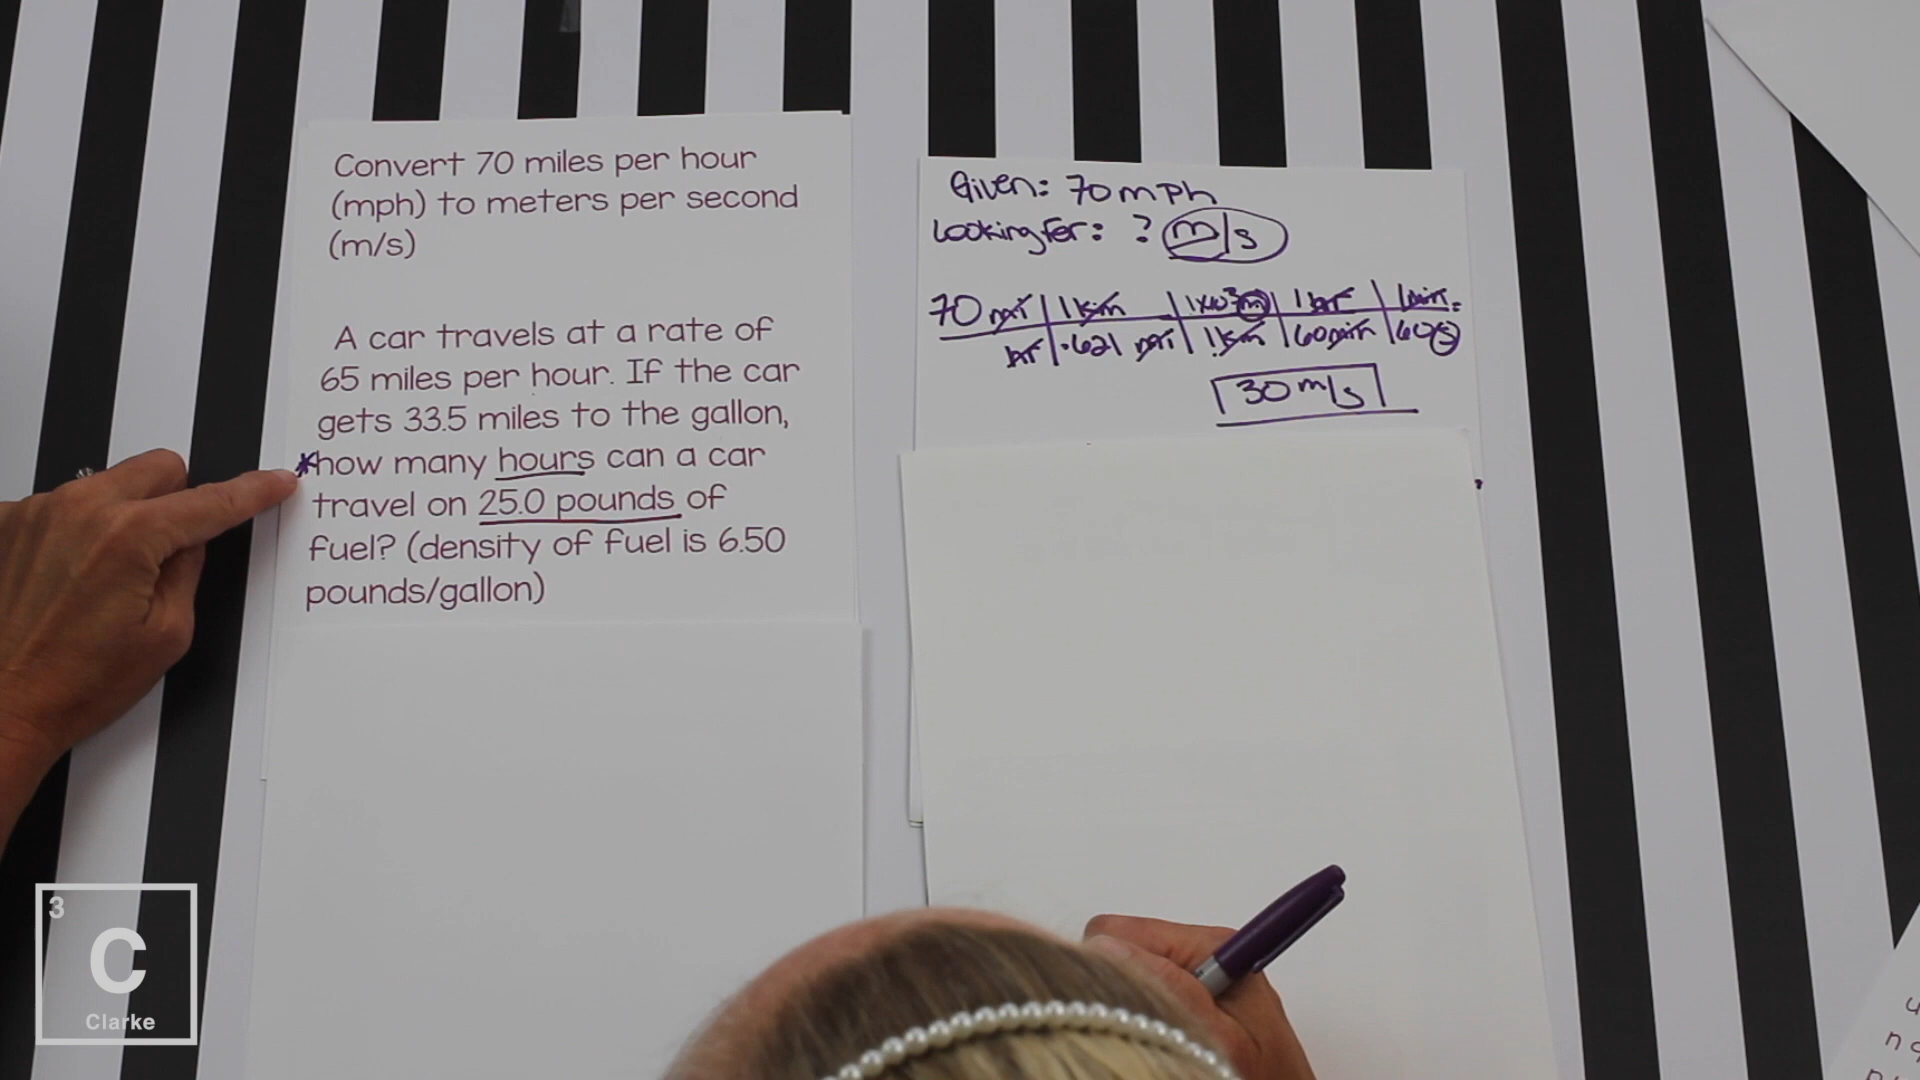 Convert 70 miles per hour
(mph) to meters per second
(m/s)
A car travels at a rate of
65 miles per hour. If the car
gets 33.5 miles to the gallon,
*how many hours can a car
travel on 25.0 pounds of
fuel? (density of fuel is 6.50
pounds/gallon)
Given: 70mph
Looking for: ? m/s
70 mi | 1 km | 1x10³ m | 1 hr | 1 min =
hr | .621 mi | 1 km | 60 min | 60 s
30 m/s
3
C
Clarke